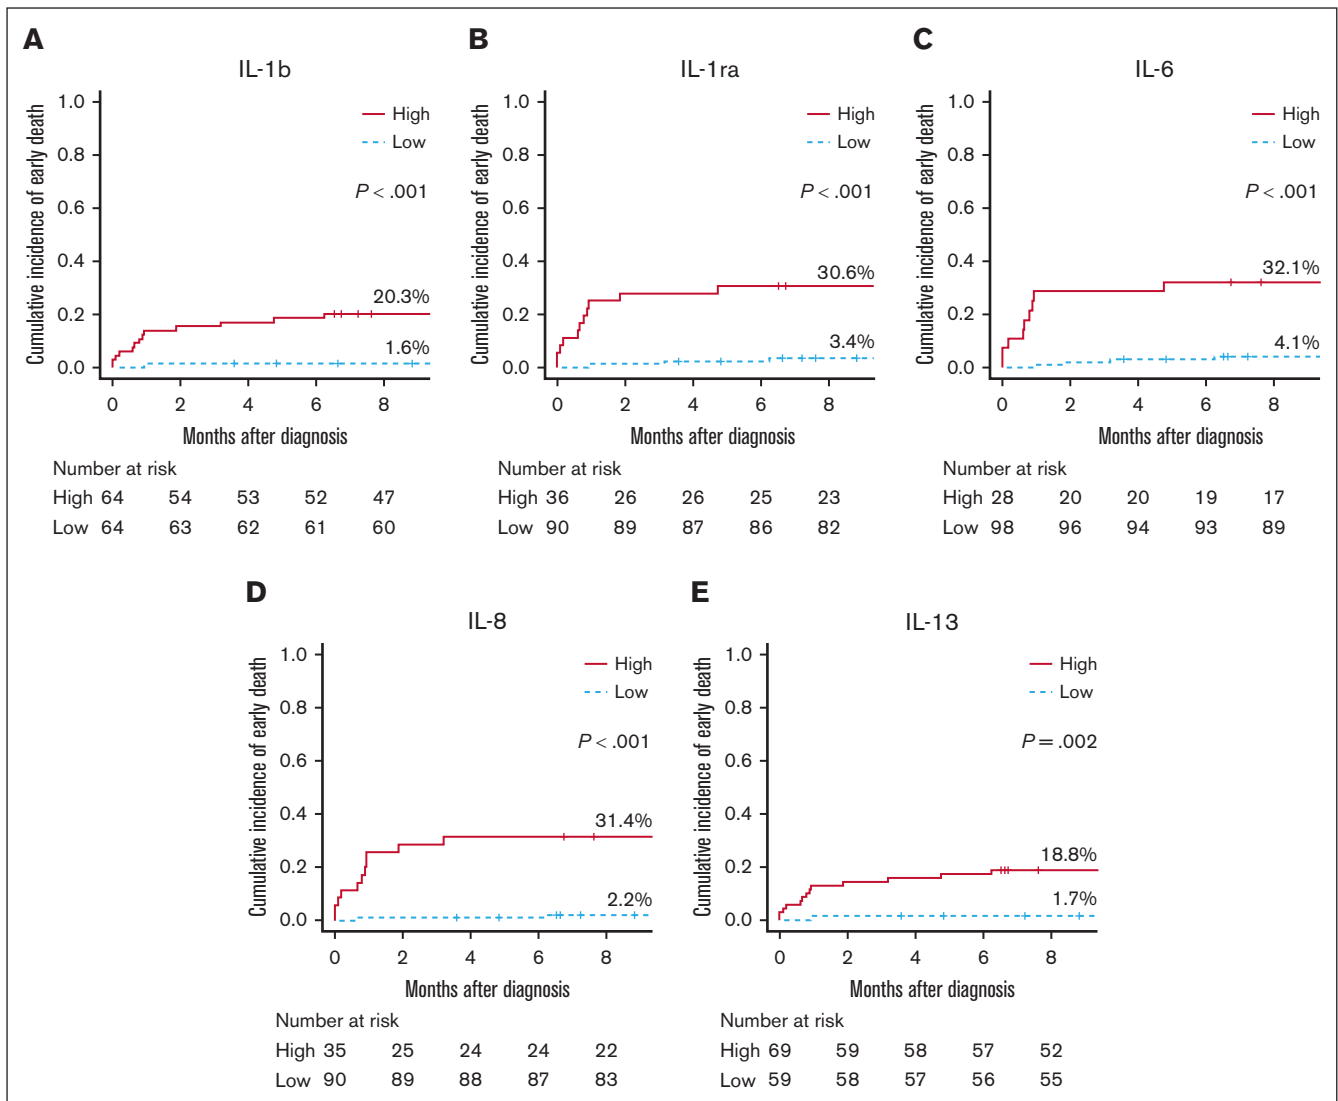 A
IL-1b
Cumulative incidence of early death
1.0
0.8
0.6
0.4
0.2
0.0
High
Low
P < .001
20.3%
1.6%
0 2 4 6 8
Months after diagnosis
Number at risk
High 64 54 53 52 47
Low 64 63 62 61 60
B
IL-1ra
Cumulative incidence of early death
1.0
0.8
0.6
0.4
0.2
0.0
High
Low
P < .001
30.6%
3.4%
0 2 4 6 8
Months after diagnosis
Number at risk
High 36 26 26 25 23
Low 90 89 87 86 82
C
IL-6
Cumulative incidence of early death
1.0
0.8
0.6
0.4
0.2
0.0
High
Low
P < .001
32.1%
4.1%
0 2 4 6 8
Months after diagnosis
Number at risk
High 28 20 20 19 17
Low 98 96 94 93 89
D
IL-8
Cumulative incidence of early death
1.0
0.8
0.6
0.4
0.2
0.0
High
Low
P < .001
31.4%
2.2%
0 2 4 6 8
Months after diagnosis
Number at risk
High 35 25 24 24 22
Low 90 89 88 87 83
E
IL-13
Cumulative incidence of early death
1.0
0.8
0.6
0.4
0.2
0.0
High
Low
P = .002
18.8%
1.7%
0 2 4 6 8
Months after diagnosis
Number at risk
High 69 59 58 57 52
Low 59 58 57 56 55